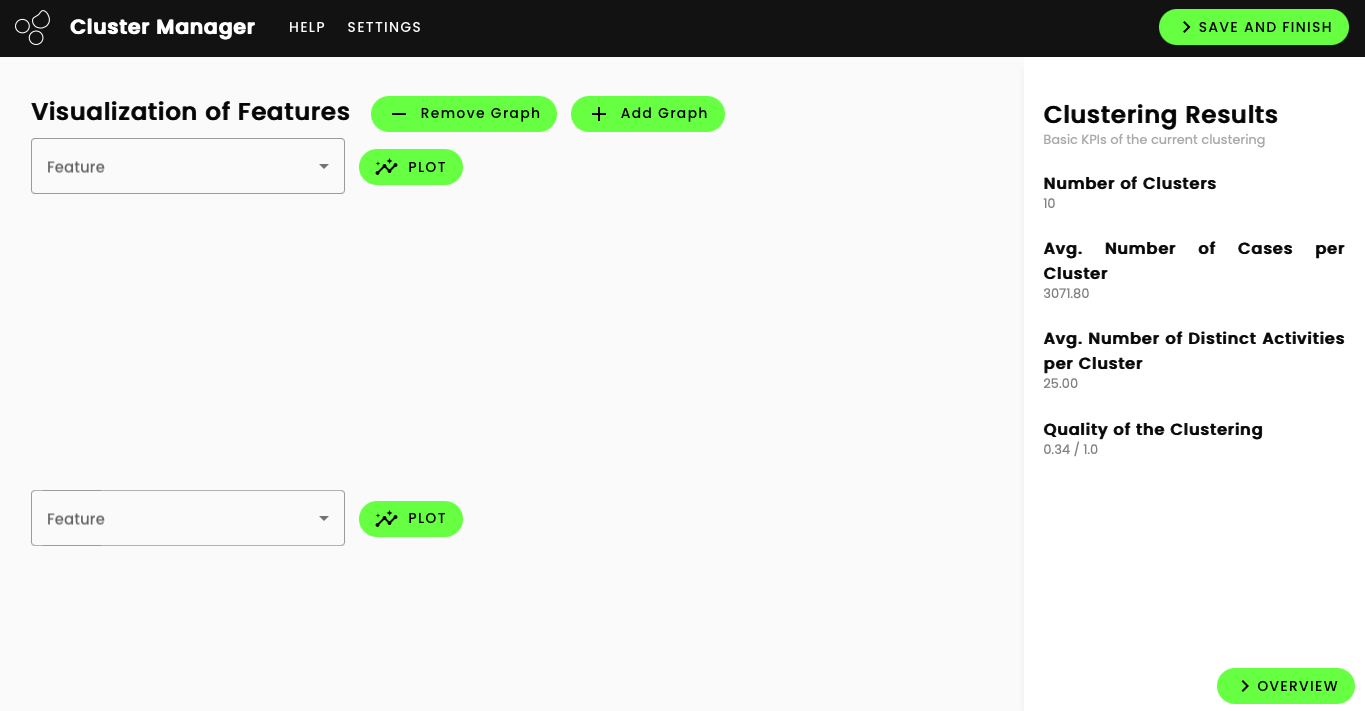 Cluster Manager
HELP
SETTINGS
SAVE AND FINISH
Visualization of Features
Remove Graph
Add Graph
Feature
PLOT
Feature
PLOT
Clustering Results
Basic KPIs of the current clustering
Number of Clusters
10
Avg. Number of Cases per
Cluster
3071.80
Avg. Number of Distinct Activities
per Cluster
25.00
Quality of the Clustering
0.34 / 1.0
OVERVIEW